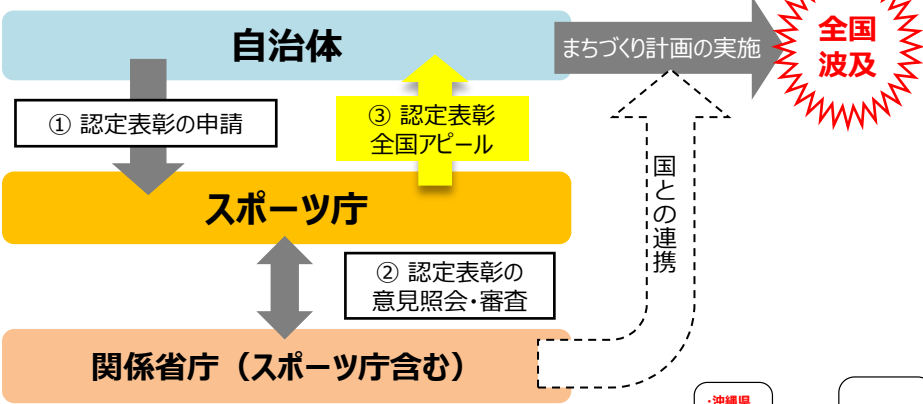 自治体
まちづくり計画の実施
全国
波及
① 認定表彰の申請
③ 認定表彰
全国アピール
スポーツ庁
国との連携
② 認定表彰の
意見照会・審査
関係省庁（スポーツ庁含む）
・沖縄県